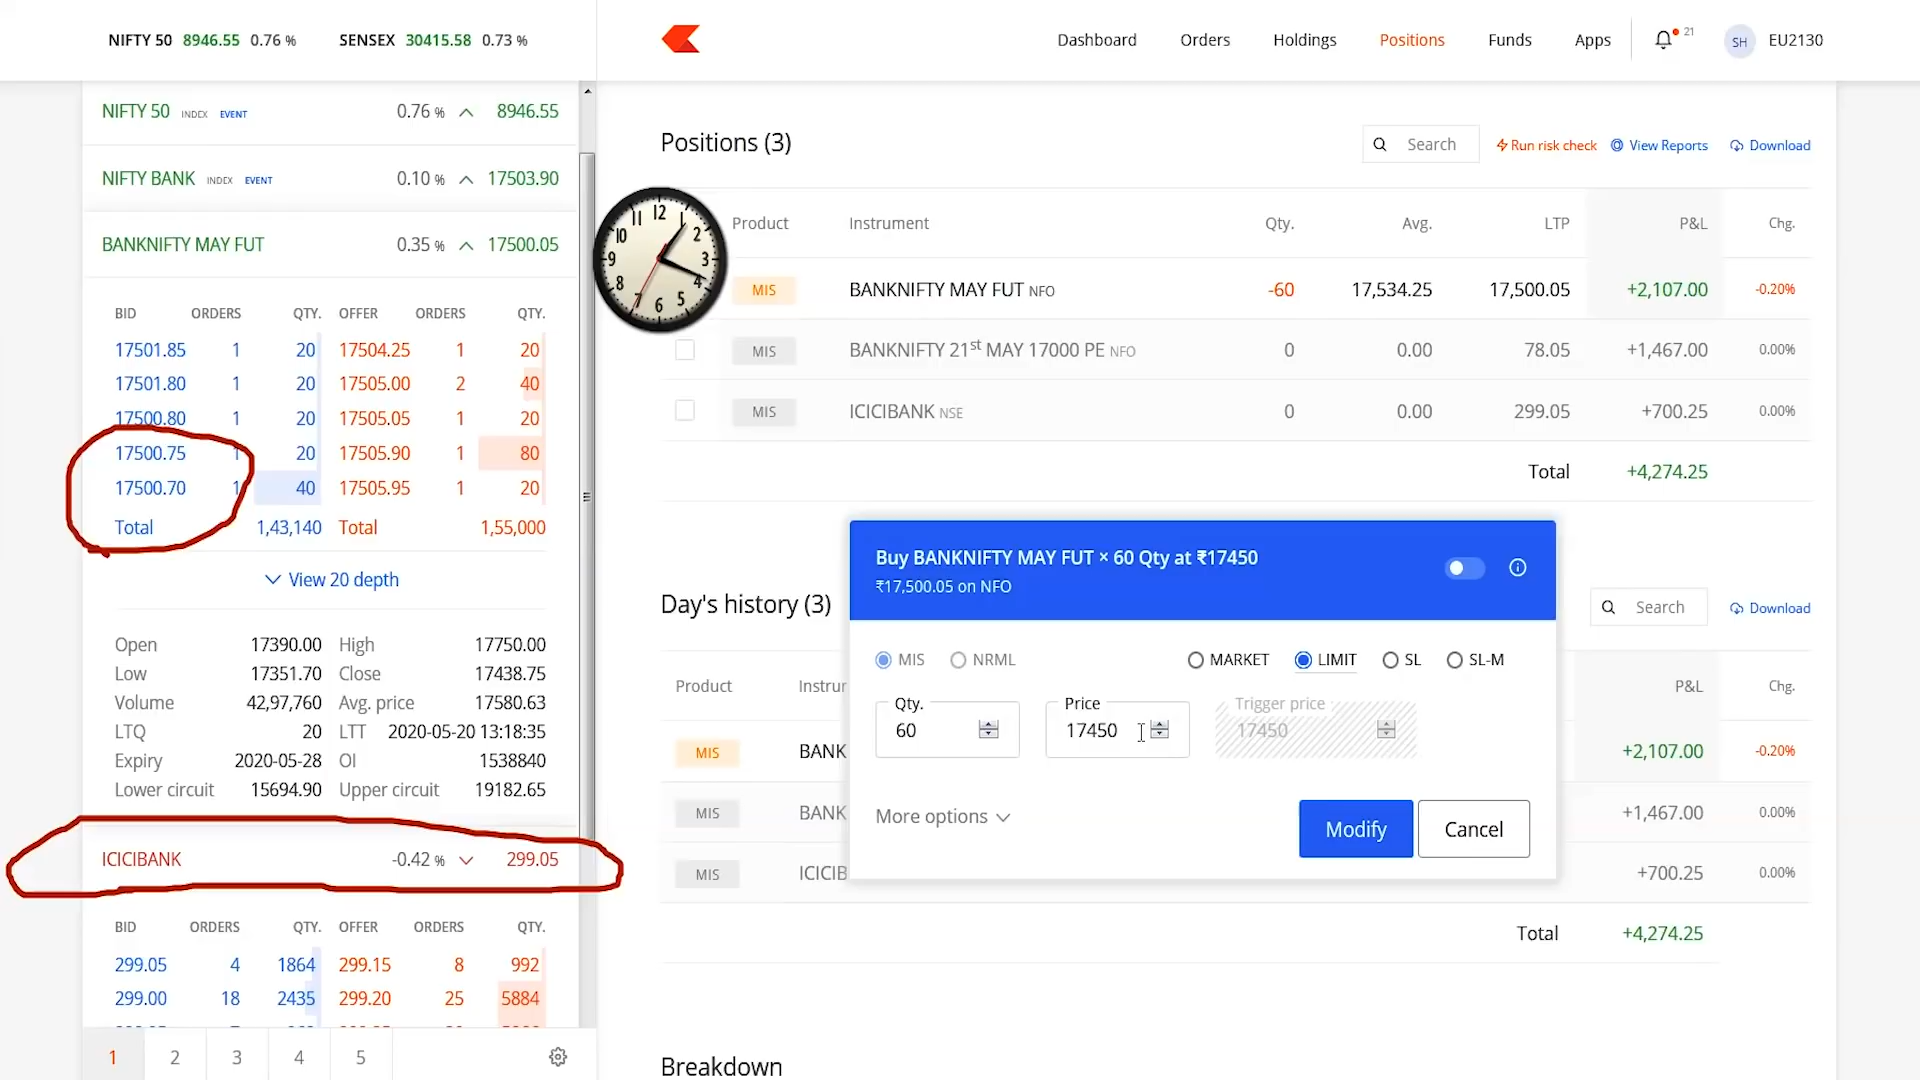 NIFTY 50 8946.55 0.76 % SENSEX 30415.58 0.73 %
Dashboard Orders Holdings Positions Funds Apps 21 SH EU2130
NIFTY 50 INDEX EVENT 0.76 % 8946.55
NIFTY BANK INDEX EVENT 0.10 % 17503.90
BANKNIFTY MAY FUT 0.35 % 17500.05
BID ORDERS QTY. OFFER ORDERS QTY.
17501.85 1 20 17504.25 1 20
17501.80 1 20 17505.00 2 40
17500.80 1 20 17505.05 1 20
17500.75 1 20 17505.90 1 80
17500.70 1 40 17505.95 1 20
Total 1,43,140 Total 1,55,000
View 20 depth
Open 17390.00 High 17750.00
Low 17351.70 Close 17438.75
Volume 42,97,760 Avg. price 17580.63
LTQ 20 LTT 2020-05-20 13:18:35
Expiry 2020-05-28 OI 1538840
Lower circuit 15694.90 Upper circuit 19182.65
ICICIBANK -0.42 % 299.05
BID ORDERS QTY. OFFER ORDERS QTY.
299.05 4 1864 299.15 8 992
299.00 18 2435 299.20 25 5884
1 2 3 4 5
Positions (3) Search Run risk check View Reports Download
12 1 2 3 4 5 6 7 8 9 10 11
Product Instrument Qty. Avg. LTP P&L Chg.
MIS BANKNIFTY MAY FUT NFO -60 17,534.25 17,500.05 +2,107.00 -0.20%
MIS BANKNIFTY 21st MAY 17000 PE NFO 0 0.00 78.05 +1,467.00 0.00%
MIS ICICIBANK NSE 0 0.00 299.05 +700.25 0.00%
Total +4,274.25
Day's history (3) Search Download
Product Instrur P&L Chg.
MIS BANK +2,107.00 -0.20%
MIS BANK +1,467.00 0.00%
MIS ICICIB +700.25 0.00%
Total +4,274.25
Buy BANKNIFTY MAY FUT × 60 Qty at ₹17450
₹17,500.05 on NFO
MIS NRML MARKET LIMIT SL SL-M
Qty. Price Trigger price
60 17450 17450
More options Modify Cancel
Breakdown